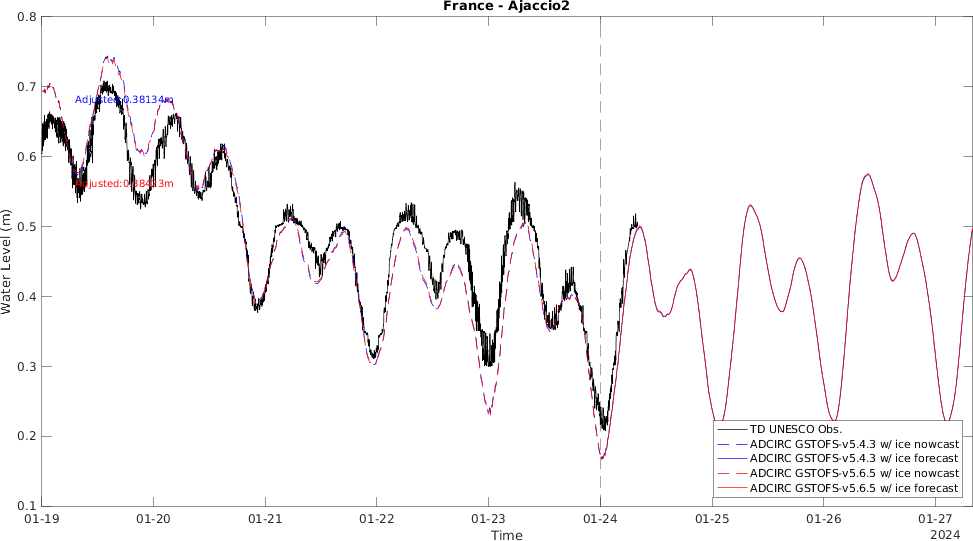 France - Ajaccio2
0.8
0.7
0.6
0.5
0.4
0.3
0.2
0.1
Water Level (m)
Adjusted:0.38134m
01-19
01-20
01-21
01-22
01-23
01-24
01-25
01-26
01-27
2024
Time
TD UNESCO Obs.
ADCIRC GSTOFS-v5.4.3 w/ ice nowcast
ADCIRC GSTOFS-v5.4.3 w/ ice forecast
ADCIRC GSTOFS-v5.6.5 w/ ice nowcast
ADCIRC GSTOFS-v5.6.5 w/ ice forecast